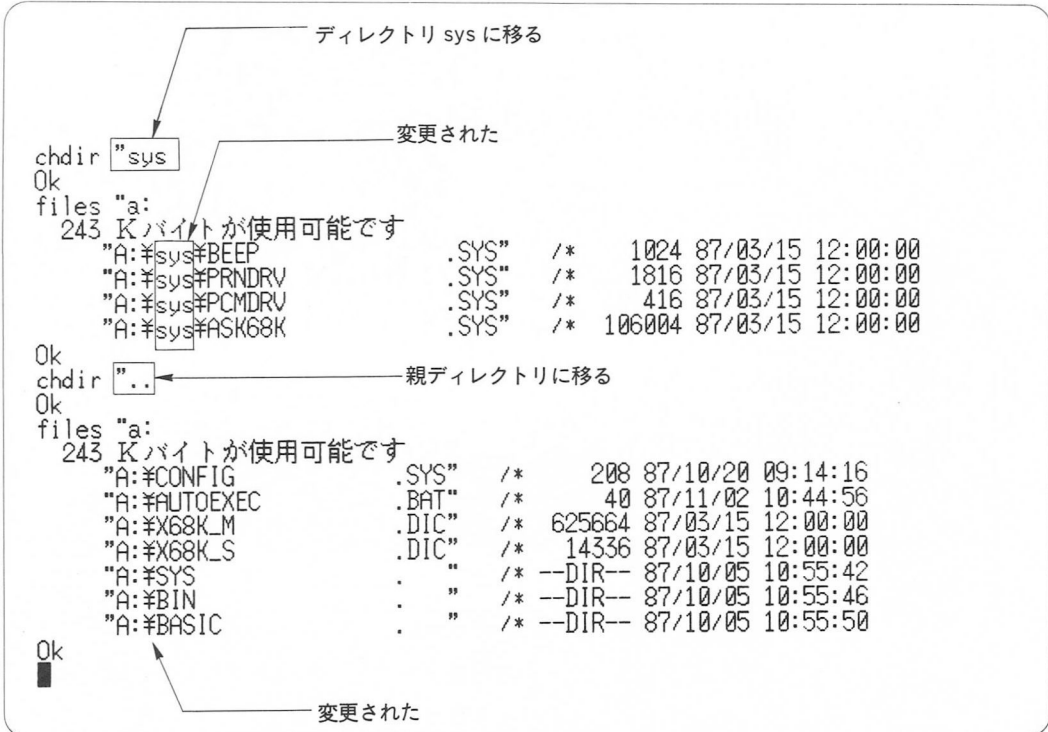 ディレクトリ sys に移る
変更された
chdir "sys
Ok
files "a:
243 Kバイトが使用可能です
"A:¥sys¥BEEP .SYS" /* 1024 87/03/15 12:00:00
"A:¥sys¥PRNDRV .SYS" /* 1816 87/03/15 12:00:00
"A:¥sys¥PCMDRV .SYS" /* 416 87/03/15 12:00:00
"A:¥sys¥ASK68K .SYS" /* 106004 87/03/15 12:00:00
Ok
chdir ".. 親ディレクトリに移る
Ok
files "a:
243 Kバイトが使用可能です
"A:¥CONFIG .SYS" /* 208 87/10/20 09:14:16
"A:¥AUTOEXEC .BAT" /* 40 87/11/02 10:44:56
"A:¥X68K_M .DIC" /* 625664 87/03/15 12:00:00
"A:¥X68K_S .DIC" /* 14336 87/03/15 12:00:00
"A:¥SYS . " /* --DIR-- 87/10/05 10:55:42
"A:¥BIN . " /* --DIR-- 87/10/05 10:55:46
"A:¥BASIC . " /* --DIR-- 87/10/05 10:55:50
Ok
変更された